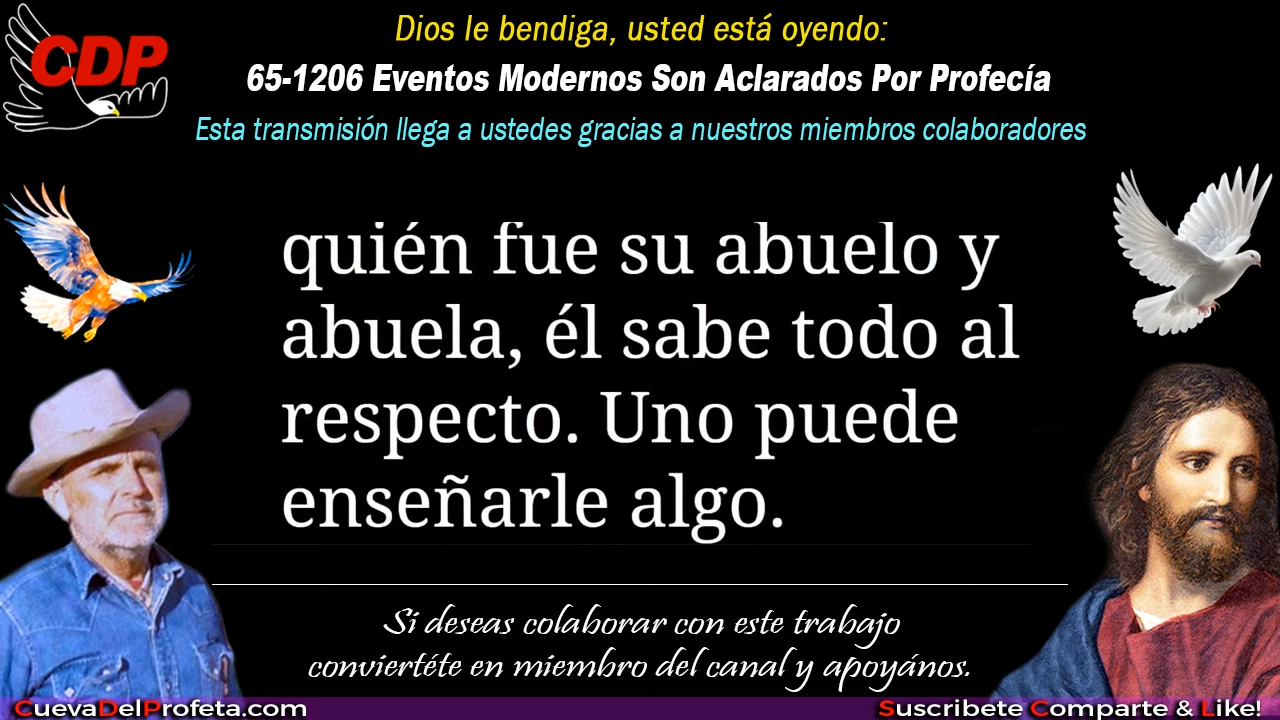 CDP
Dios le bendiga, usted está oyendo:
65-1206 Eventos Modernos Son Aclarados Por Profecía
Esta transmisión llega a ustedes gracias a nuestros miembros colaboradores
quién fue su abuelo y
abuela, él sabe todo al
respecto. Uno puede
enseñarle algo.
Si deseas colaborar con este trabajo
conviertéte en miembro del canal y apoyános.
CuevaDelProfeta.com
Suscribete Comparte & Like!